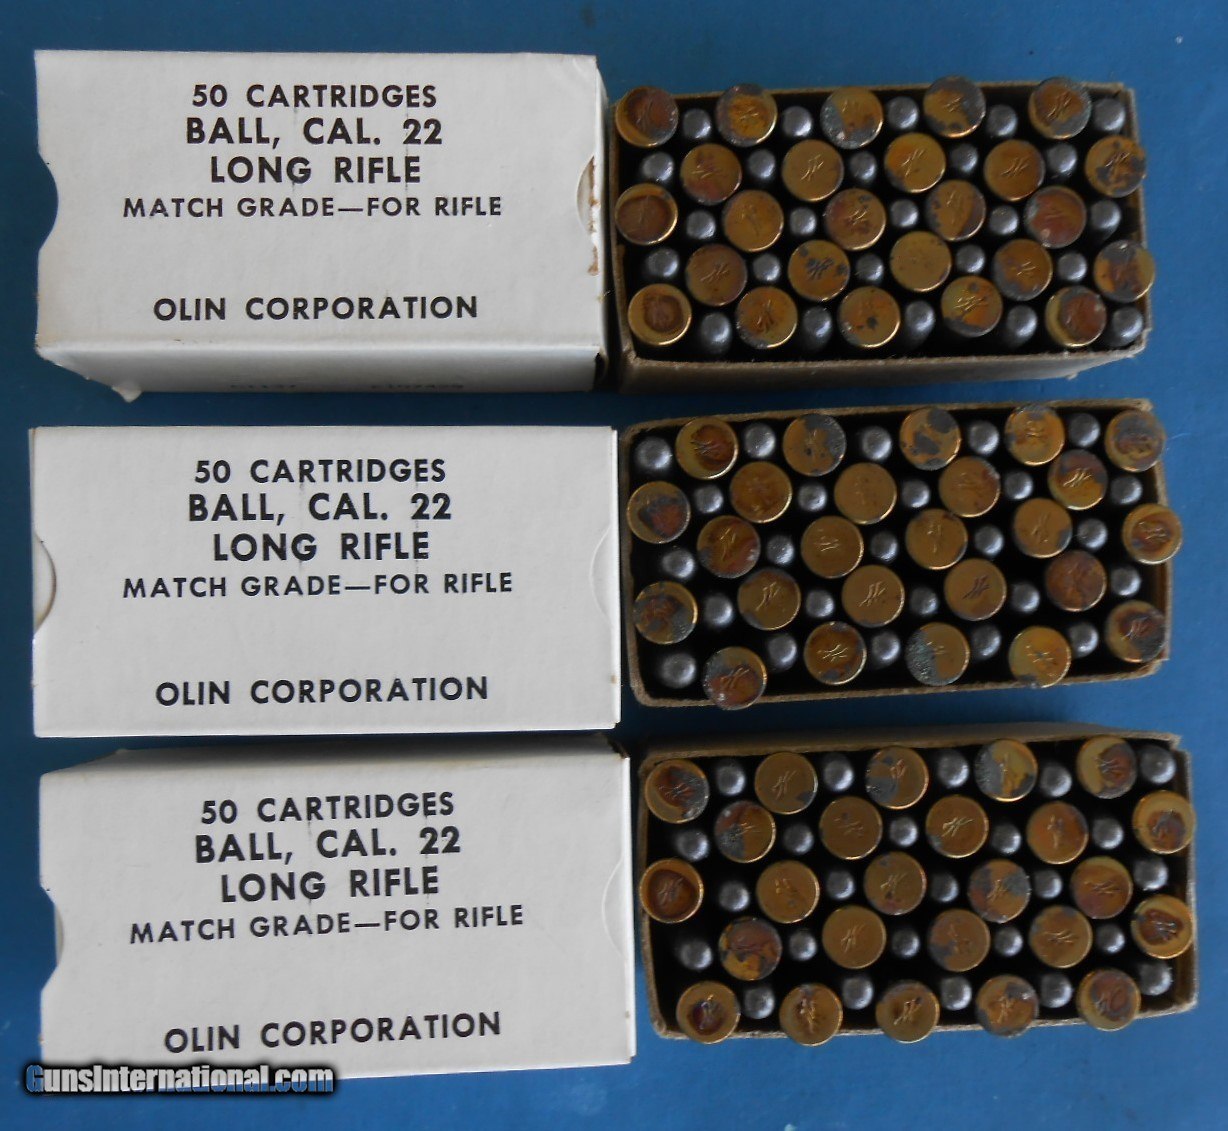 50 CARTRIDGES
BALL, CAL. 22
LONG RIFLE
MATCH GRADE—FOR RIFLE
OLIN CORPORATION
50 CARTRIDGES
BALL, CAL. 22
LONG RIFLE
MATCH GRADE—FOR RIFLE
OLIN CORPORATION
50 CARTRIDGES
BALL, CAL. 22
LONG RIFLE
MATCH GRADE—FOR RIFLE
OLIN CORPORATION
GunsInternational.com